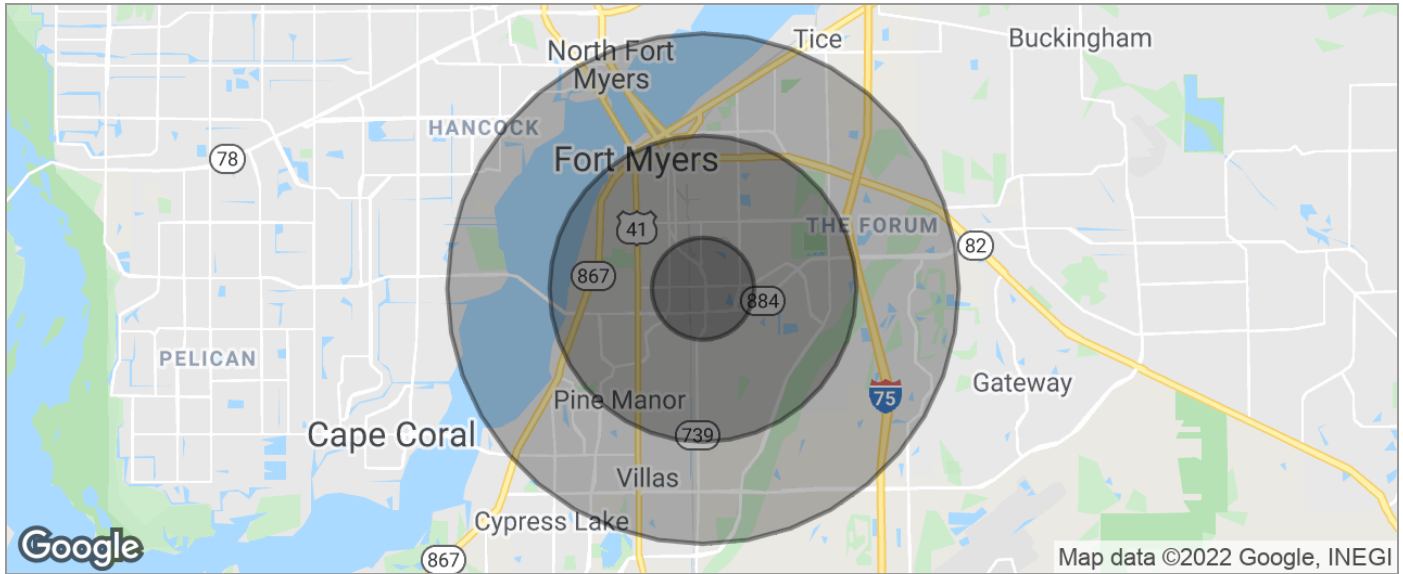 North Fort
Myers
Tice
Buckingham
HANCOCK
78
Fort Myers
41
THE FORUM
82
867
884
PELICAN
Gateway
75
Pine Manor
Cape Coral
739
Villas
Cypress Lake
Google
867
Map data ©2022 Google, INEGI